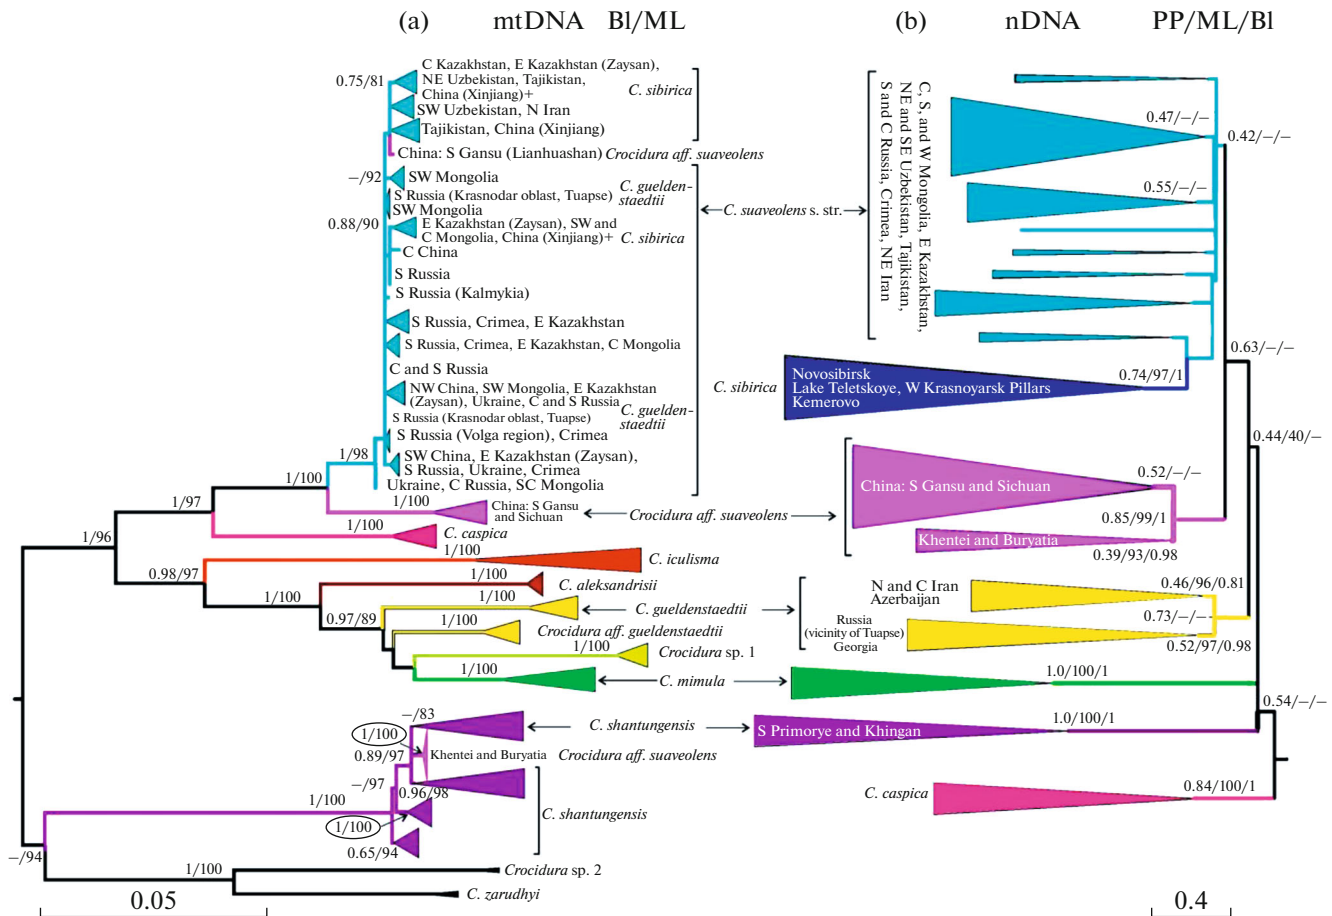 (a) mtDNA BI/ML
C Kazakhstan, E Kazakhstan (Zaysan),
NE Uzbekistan, Tajikistan,
China (Xinjiang)+
0.75/81
C. sibirica
SW Uzbekistan, N Iran
Tajikistan, China (Xinjiang)
China: S Gansu (Lianhuashan) Crocidura aff. suaveolens
–/92
SW Mongolia
S Russia (Krasnodar oblast, Tuapse)
C. guelden-
staedtii
SW Mongolia
0.88/90
E Kazakhstan (Zaysan), SW and
C Mongolia, China (Xinjiang)+ C. sibirica
C China
S Russia
S Russia (Kalmykia)
S Russia, Crimea, E Kazakhstan
S Russia, Crimea, E Kazakhstan, C Mongolia
C and S Russia
NW China, SW Mongolia, E Kazakhstan
(Zaysan), Ukraine, C and S Russia
S Russia (Krasnodar oblast, Tuapse)
C. guelden-
staedtii
S Russia (Volga region), Crimea
1/98
SW China, E Kazakhstan (Zaysan),
S Russia, Ukraine, Crimea
Ukraine, C Russia, SC Mongolia
1/100
1/100
China: S Gansu
and Sichuan
1/97
1/100
C. caspica
1/96
1/100
C. iculisma
0.98/97
1/100
C. aleksandrisii
1/100
1/100
0.97/89
1/100
Crocidura aff. gueldenstaedtii
1/100
Crocidura sp. 1
1/100
–/83
1/100
Khentei and Buryatia
Crocidura aff. suaveolens
0.89/97
–/97
0.96/98
1/100
C. shantungensis
1/100
0.65/94
–/94
1/100
Crocidura sp. 2
C. zarudhyi
0.05
C. suaveolens s. str.
C. sibirica
Crocidura aff. suaveolens
C. gueldenstaedtii
C. mimula
C. shantungensis
C. caspica
(b) nDNA PP/ML/BI
C, S, and W Mongolia, E Kazakhstan,
NE and SE Uzbekistan, Tajikistan,
S and C Russia, Crimea, NE Iran
0.47/–/–
0.42/–/–
0.55/–/–
0.63/–/–
Novosibirsk
Lake Teletskoye, W Krasnoyarsk Pillars
Kemerovo
0.74/97/1
0.44/40/–
China: S Gansu and Sichuan
0.52/–/–
0.85/99/1
Khentei and Buryatia
0.39/93/0.98
N and C Iran
Azerbaijan
0.46/96/0.81
0.73/–/–
Russia
(vicinity of Tuapse)
Georgia
0.52/97/0.98
1.0/100/1
0.54/–/–
S Primorye and Khingan
1.0/100/1
0.84/100/1
0.4